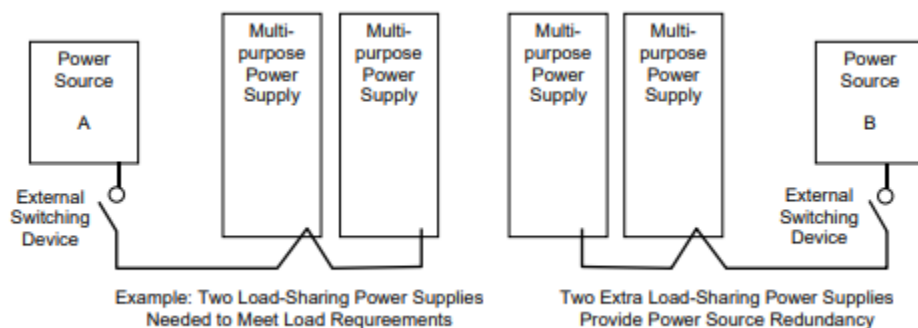 Power
Source
A
External
Switching
Device
Multi-
purpose
Power
Supply
Multi-
purpose
Power
Supply
Example: Two Load-Sharing Power Supplies
Needed to Meet Load Requreements
Multi-
purpose
Power
Supply
Multi-
purpose
Power
Supply
Power
Source
B
External
Switching
Device
Two Extra Load-Sharing Power Supplies
Provide Power Source Redundancy